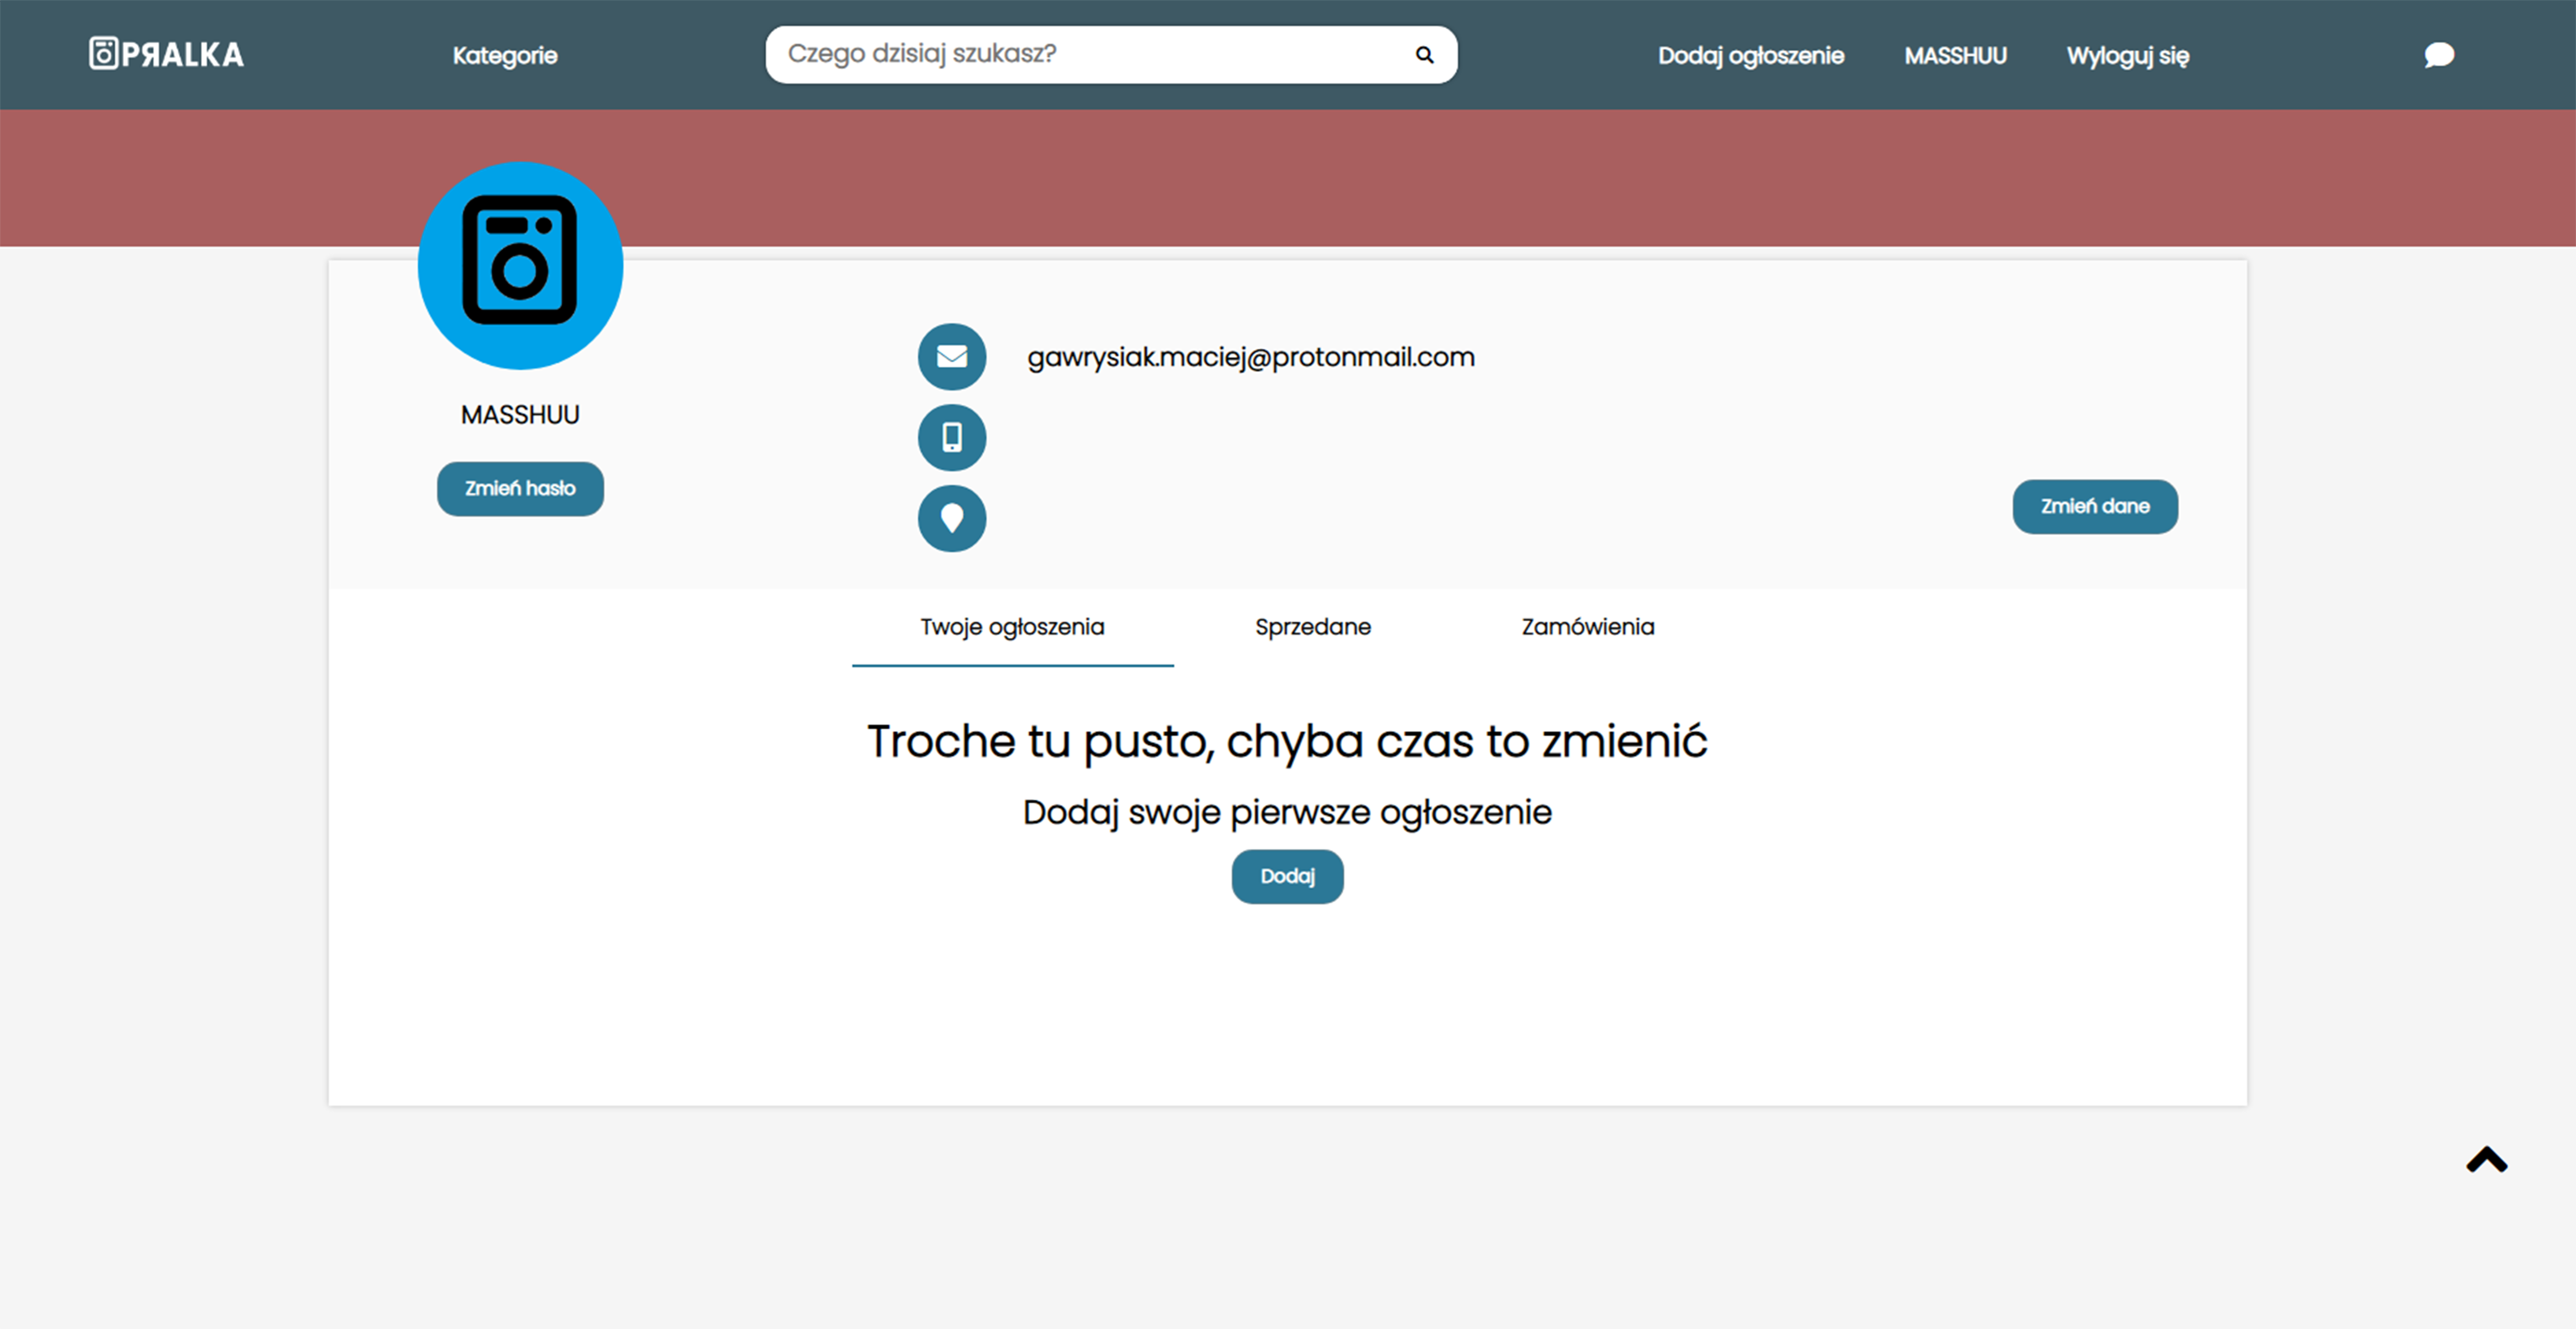 PЯALKA
Kategorie
Czego dzisiaj szukasz?
Dodaj ogłoszenie
MASSHUU
Wyloguj się
gawrysiak.maciej@protonmail.com
MASSHUU
Zmień hasło
Zmień dane
Twoje ogłoszenia
Sprzedane
Zamówienia
Troche tu pusto, chyba czas to zmienić
Dodaj swoje pierwsze ogłoszenie
Dodaj